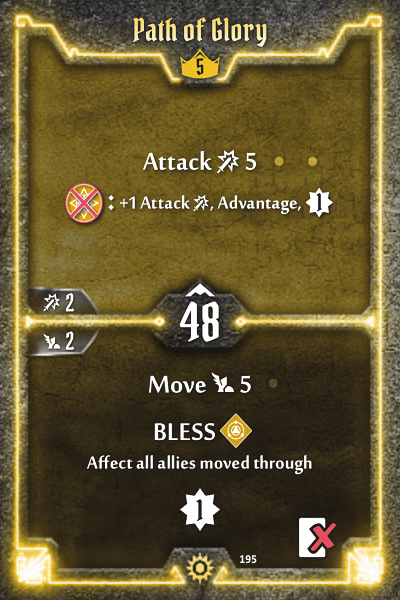 Path of Glory
5
Attack 5
: +1 Attack , Advantage, 1
2
48
2
Move 5
BLESS
Affect all allies moved through
1
195